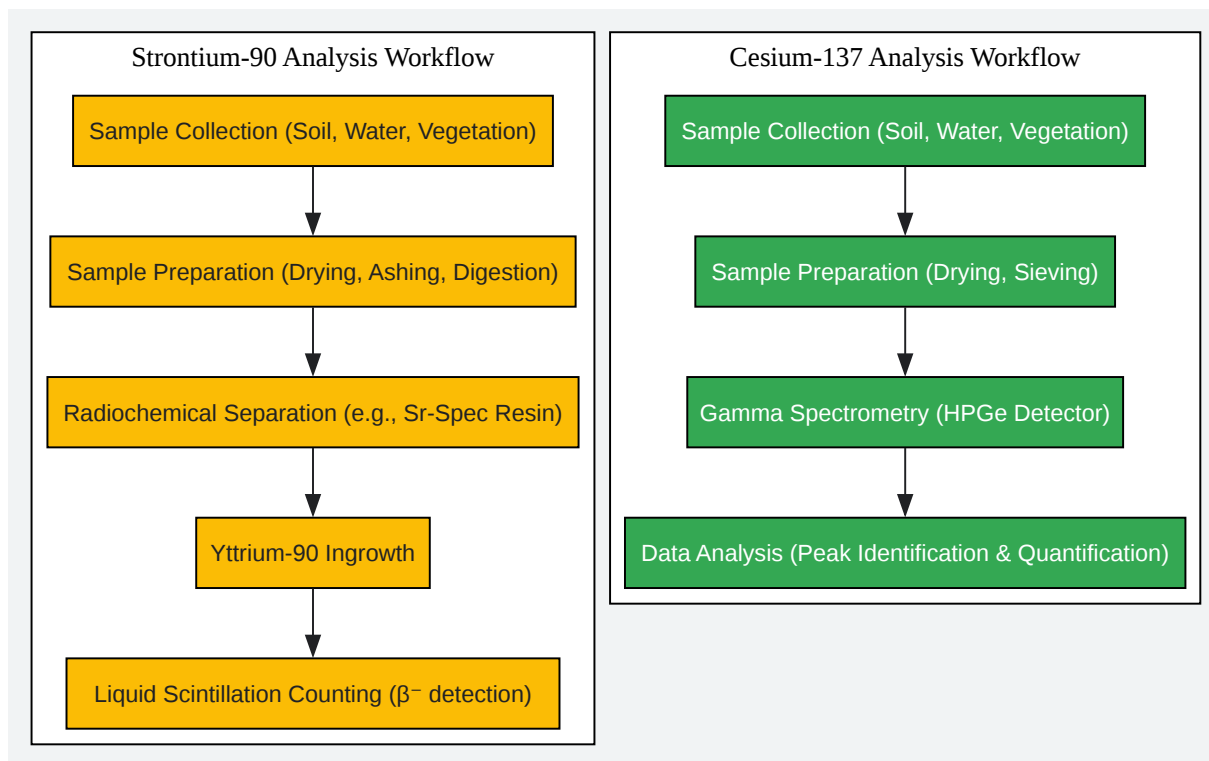 Strontium-90 Analysis Workflow
Sample Collection (Soil, Water, Vegetation)
Sample Preparation (Drying, Ashing, Digestion)
Radiochemical Separation (e.g., Sr-Spec Resin)
Yttrium-90 Ingrowth
Liquid Scintillation Counting (β⁻ detection)
Cesium-137 Analysis Workflow
Sample Collection (Soil, Water, Vegetation)
Sample Preparation (Drying, Sieving)
Gamma Spectrometry (HPGe Detector)
Data Analysis (Peak Identification & Quantification)